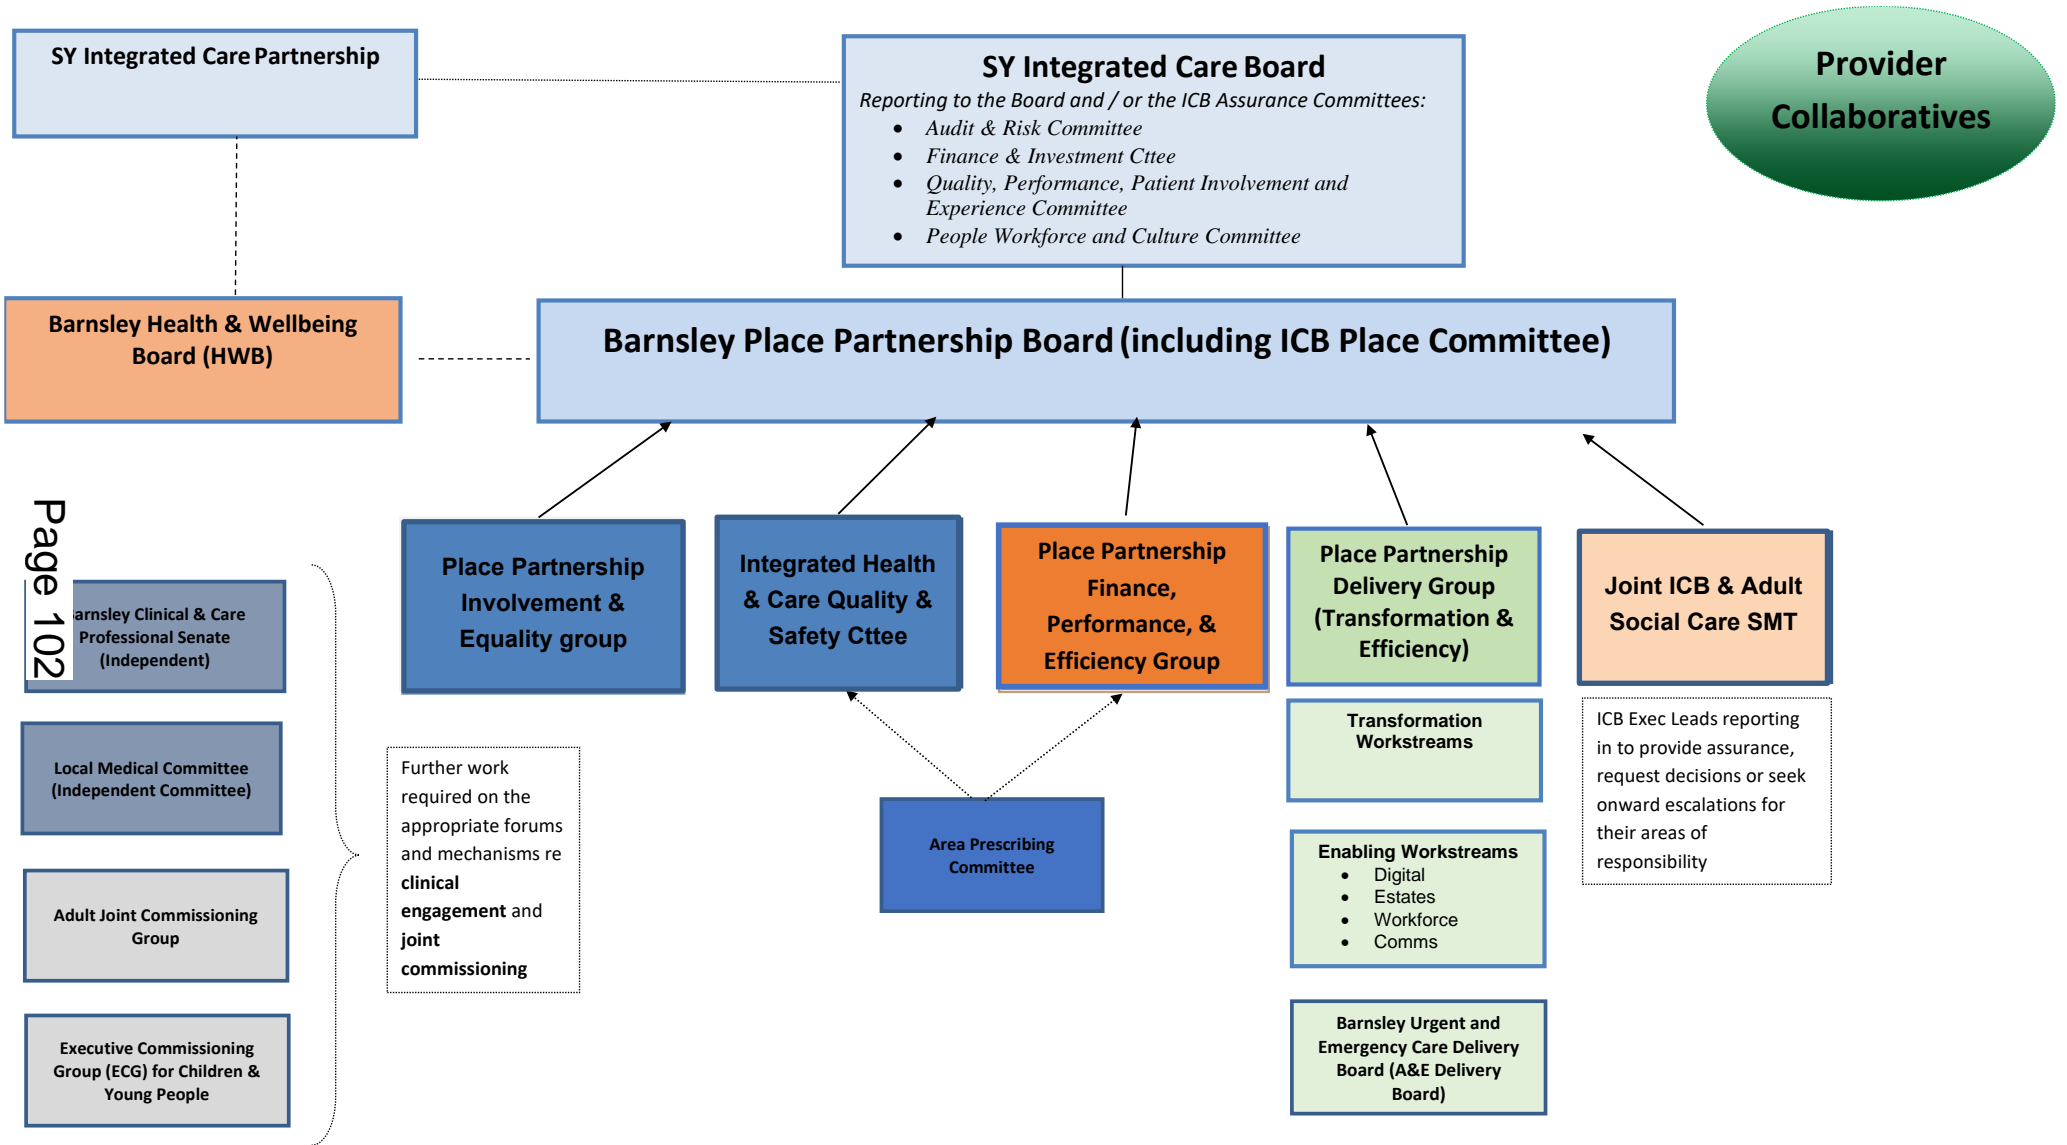 SY Integrated Care Partnership
SY Integrated Care Board
Reporting to the Board and / or the ICB Assurance Committees:
• Audit & Risk Committee
• Finance & Investment Cttee
• Quality, Performance, Patient Involvement and
Experience Committee
• People Workforce and Culture Committee
Provider
Collaboratives
Barnsley Health & Wellbeing
Board (HWB)
Barnsley Place Partnership Board (including ICB Place Committee)
Page 102
arnsley Clinical & Care
Professional Senate
(Independent)
Local Medical Committee
(Independent Committee)
Adult Joint Commissioning
Group
Executive Commissioning
Group (ECG) for Children &
Young People
Further work
required on the
appropriate forums
and mechanisms re
clinical
engagement and
joint
commissioning
Place Partnership
Involvement &
Equality group
Integrated Health
& Care Quality &
Safety Cttee
Place Partnership
Finance,
Performance, &
Efficiency Group
Area Prescribing
Committee
Place Partnership
Delivery Group
(Transformation &
Efficiency)
Transformation
Workstreams
Enabling Workstreams
• Digital
• Estates
• Workforce
• Comms
Barnsley Urgent and
Emergency Care Delivery
Board (A&E Delivery
Board)
Joint ICB & Adult
Social Care SMT
ICB Exec Leads reporting
in to provide assurance,
request decisions or seek
onward escalations for
their areas of
responsibility